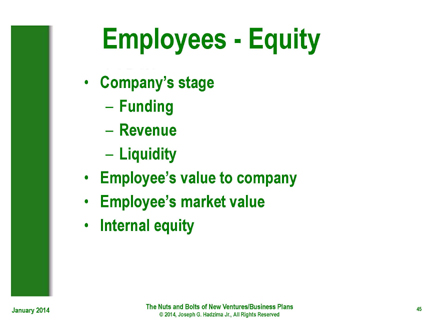 Employees - Equity
• Company's stage
– Funding
– Revenue
– Liquidity
• Employee's value to company
• Employee's market value
• Internal equity
January 2014
The Nuts and Bolts of New Ventures/Business Plans
© 2014, Joseph G. Hadzima Jr., All Rights Reserved
45